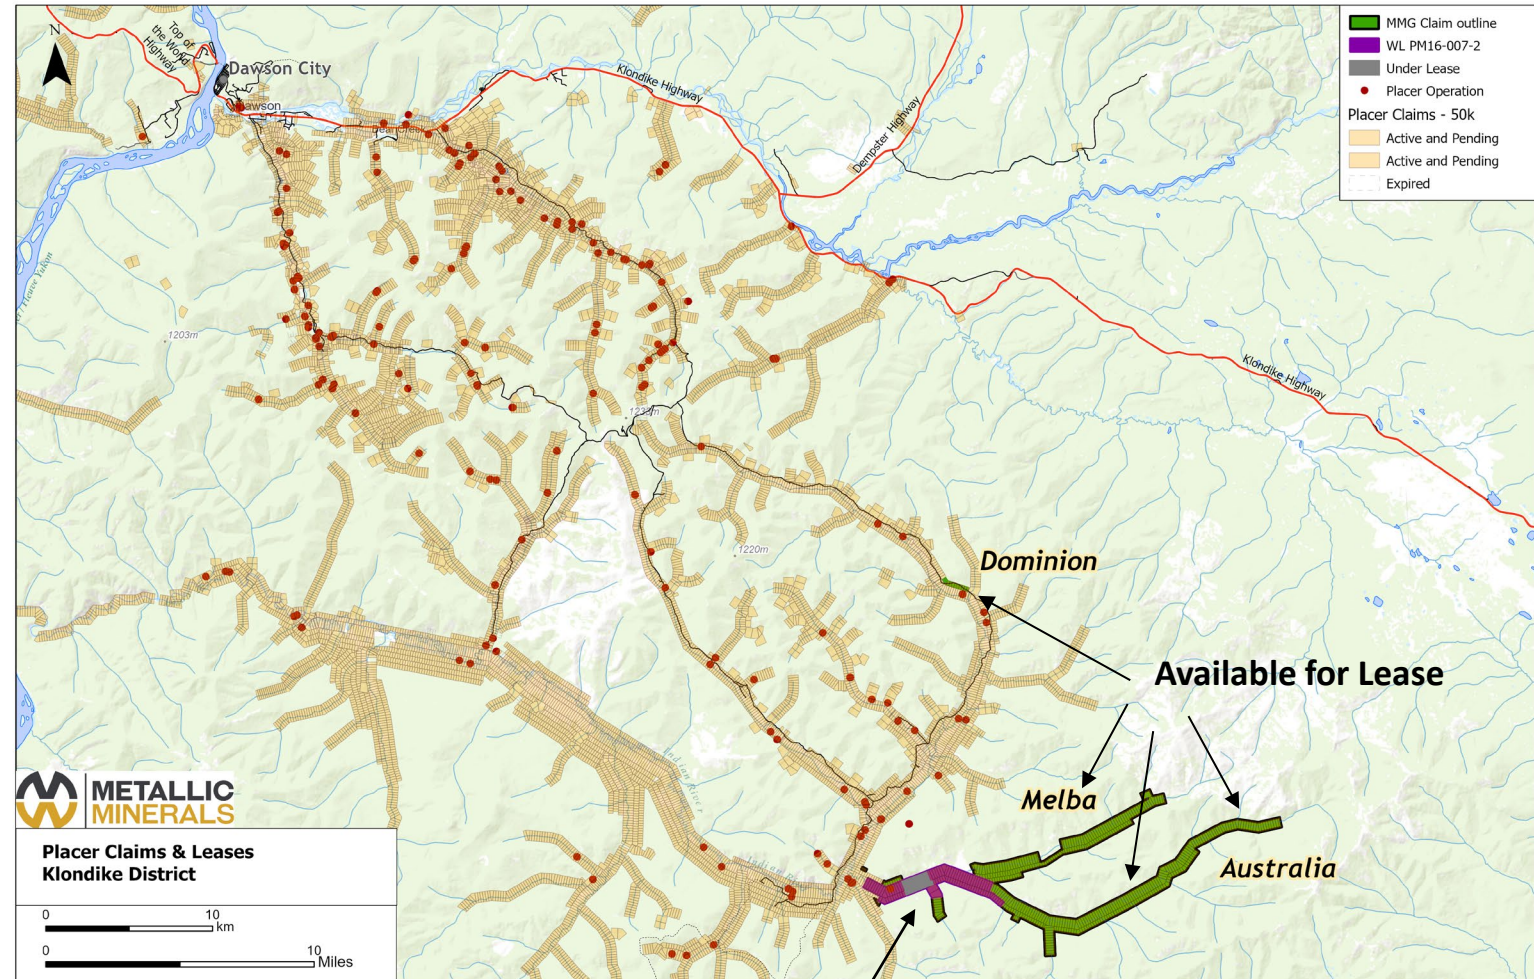 N
Top of
the World
Highway
Dawson City
Dawson
Klondike Highway
Dempster Highway
MMG Claim outline
WL PM16-007-2
Under Lease
Placer Operation
Placer Claims - 50k
Active and Pending
Active and Pending
Expired
1203m
Klondike Highway
1220m
Dominion
Available for Lease
Indian River
Melba
Australia
METALLIC
MINERALS
Placer Claims & Leases
Klondike District
0 10
km
0 10
Miles